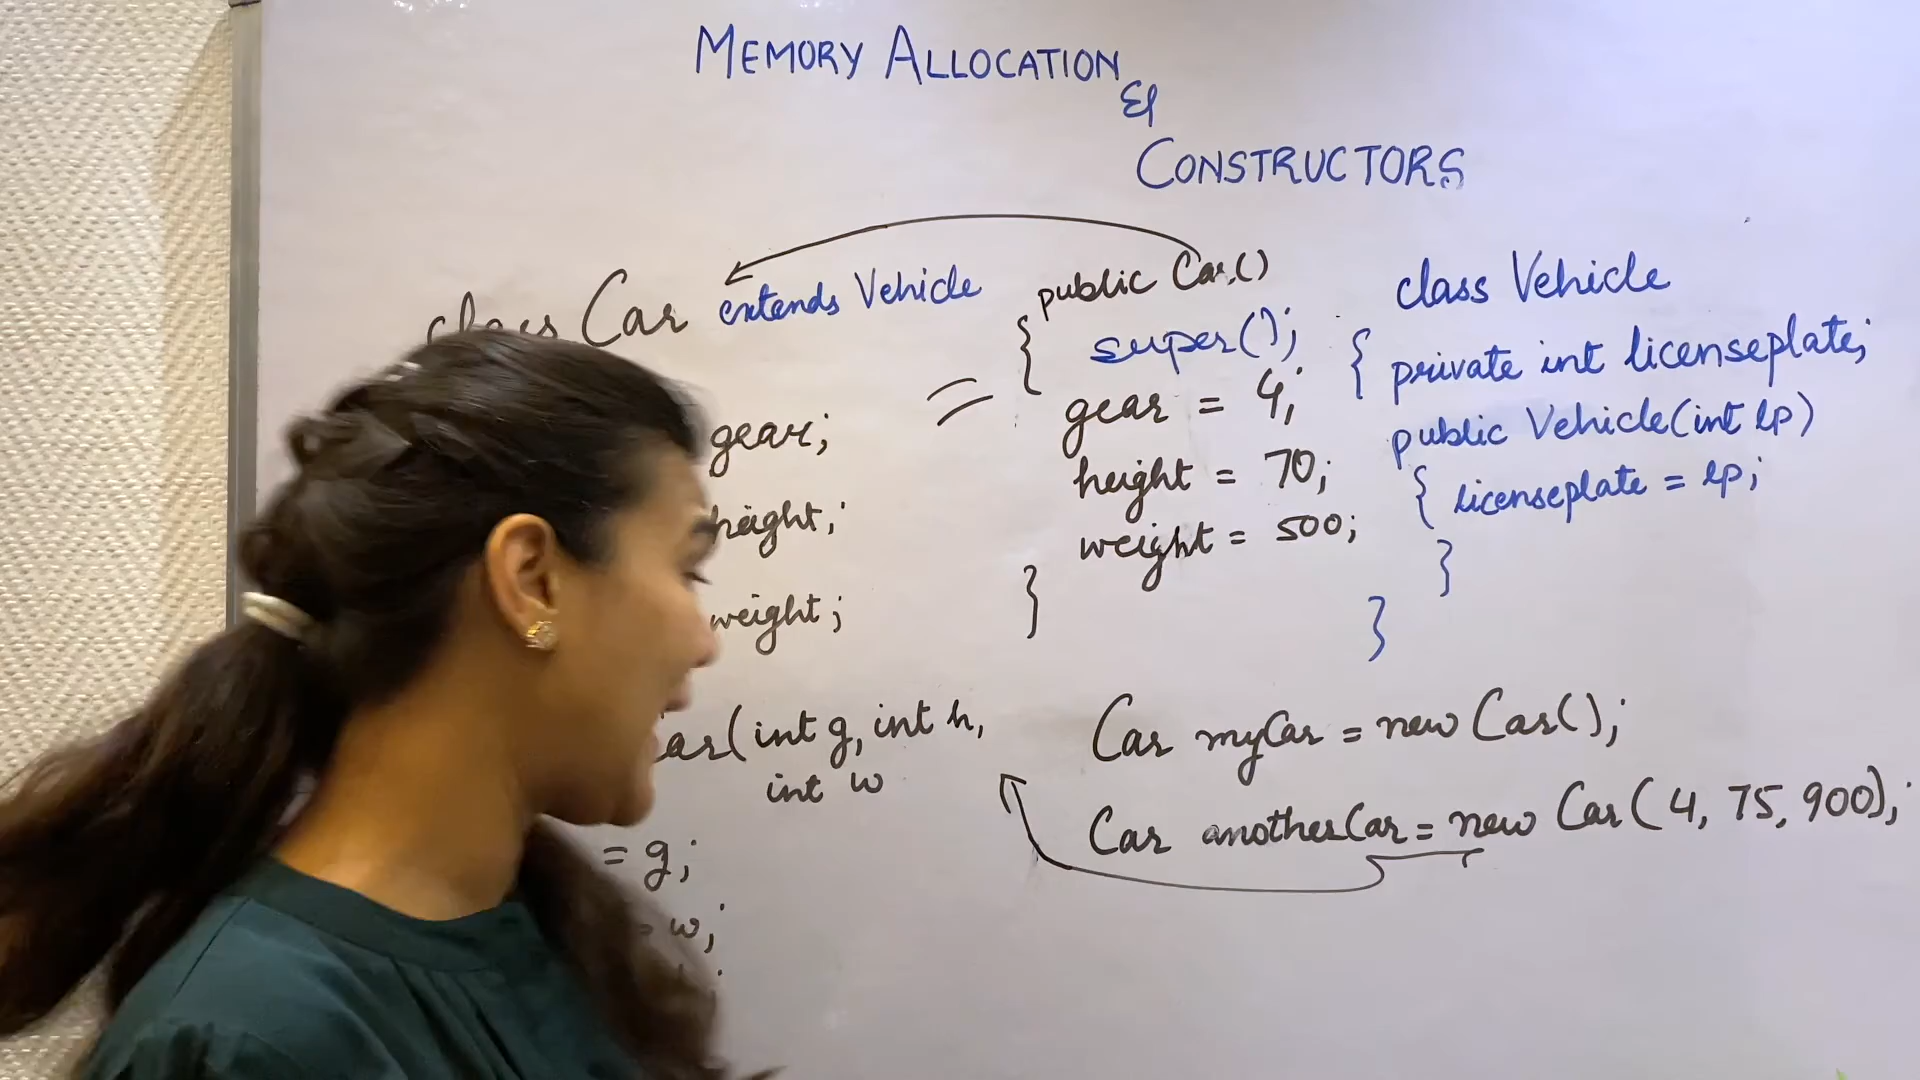 MEMORY ALLOCATION
&
CONSTRUCTORS
class Car extends Vehicle
gear;
height;
weight;
Car(int g, int h,
int w
= g;
= w;
public Car()
{ super();
gear = 4;
height = 70;
weight = 500;
}
class Vehicle
{ private int licenseplate;
public Vehicle(int lp)
{ licenseplate = lp;
}
}
Car myCar = new Car();
Car anotherCar = new Car(4, 75, 900);